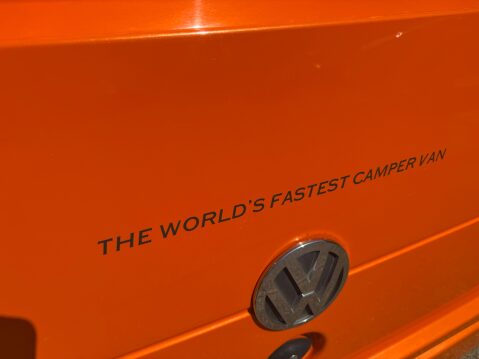 THE WORLD'S FASTEST CAMPER VAN